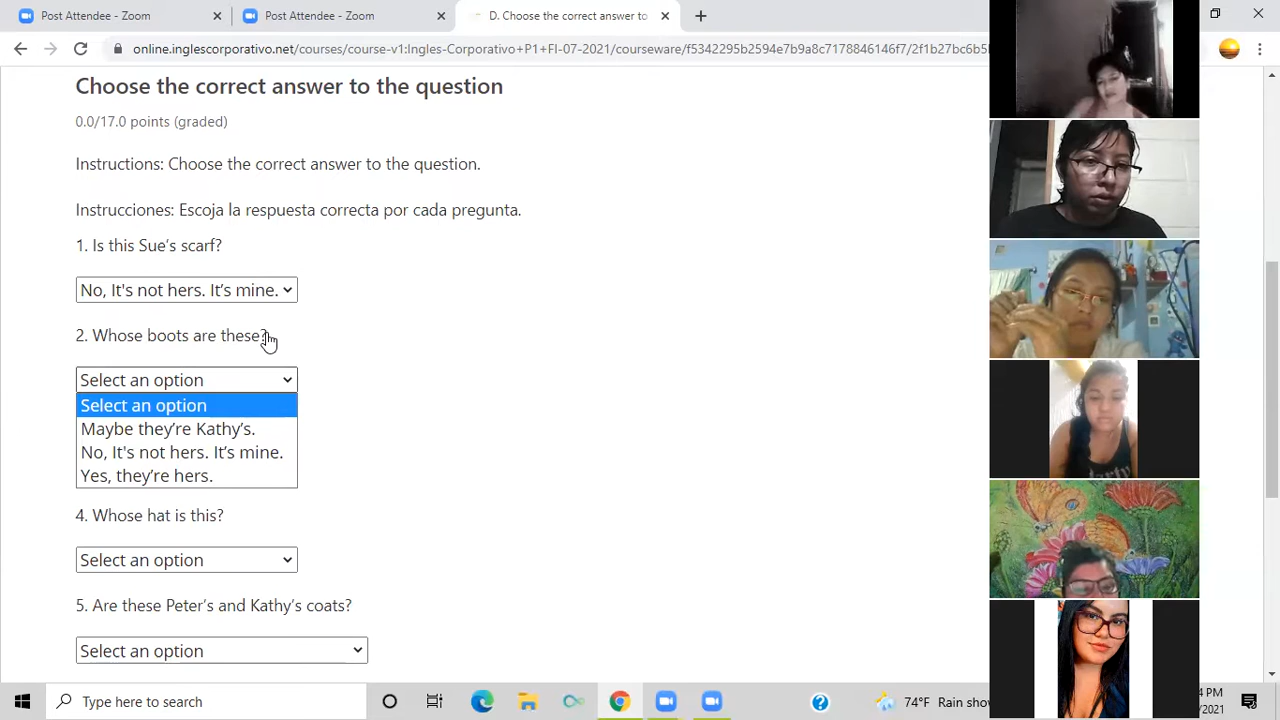 Post Attendee - Zoom
Post Attendee - Zoom
D. Choose the correct answer to
online.inglescorporativo.net/courses/course-v1:Ingles-Corporativo+P1+FI-07-2021/courseware/f5342295b2594e7b9a8c7178846146f7/2f1b27bc6b5
Choose the correct answer to the question
0.0/17.0 points (graded)
Instructions: Choose the correct answer to the question.
Instrucciones: Escoja la respuesta correcta por cada pregunta.
1. Is this Sue's scarf?
No, It's not hers. It's mine.
2. Whose boots are these?
Select an option
Select an option
Maybe they're Kathy's.
No, It's not hers. It's mine.
Yes, they're hers.
4. Whose hat is this?
Select an option
5. Are these Peter's and Kathy's coats?
Select an option
Type here to search
74°F Rain sho
4 PM
/2021